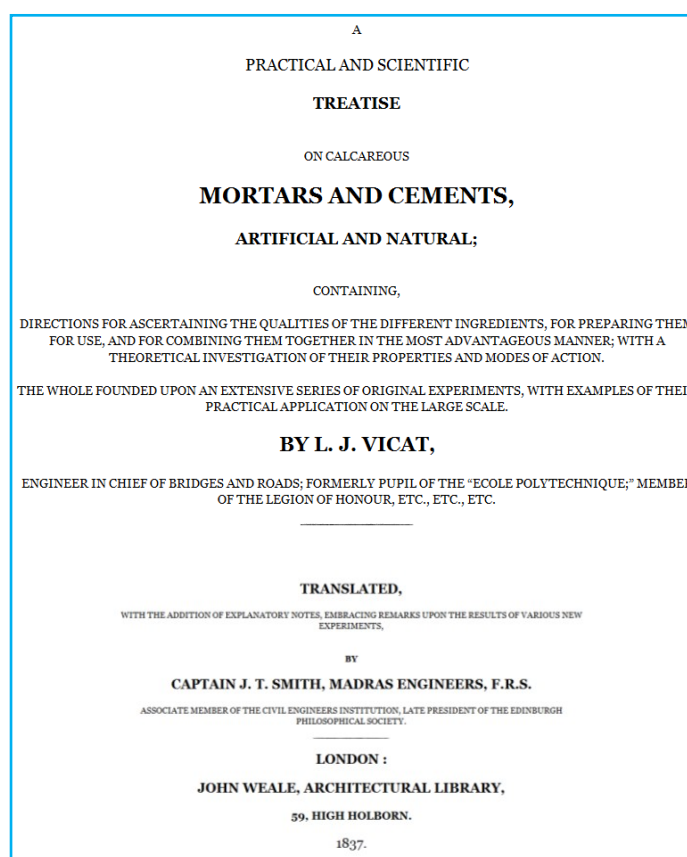 A
PRACTICAL AND SCIENTIFIC
TREATISE
ON CALCAREOUS
MORTARS AND CEMENTS,
ARTIFICIAL AND NATURAL;
CONTAINING,
DIRECTIONS FOR ASCERTAINING THE QUALITIES OF THE DIFFERENT INGREDIENTS, FOR PREPARING THEM
FOR USE, AND FOR COMBINING THEM TOGETHER IN THE MOST ADVANTAGEOUS MANNER; WITH A
THEORETICAL INVESTIGATION OF THEIR PROPERTIES AND MODES OF ACTION.
THE WHOLE FOUNDED UPON AN EXTENSIVE SERIES OF ORIGINAL EXPERIMENTS, WITH EXAMPLES OF THEIR
PRACTICAL APPLICATION ON THE LARGE SCALE.
BY L. J. VICAT,
ENGINEER IN CHIEF OF BRIDGES AND ROADS; FORMERLY PUPIL OF THE “ECOLE POLYTECHNIQUE;” MEMBER
OF THE LEGION OF HONOUR, ETC., ETC., ETC.
TRANSLATED,
WITH THE ADDITION OF EXPLANATORY NOTES, EMBRACING REMARKS UPON THE RESULTS OF VARIOUS NEW
EXPERIMENTS,
BY
CAPTAIN J. T. SMITH, MADRAS ENGINEERS, F.R.S.
ASSOCIATE MEMBER OF THE CIVIL ENGINEERS INSTITUTION, LATE PRESIDENT OF THE EDINBURGH
PHILOSOPHICAL SOCIETY.
LONDON :
JOHN WEALE, ARCHITECTURAL LIBRARY,
59, HIGH HOLBORN.
1837.